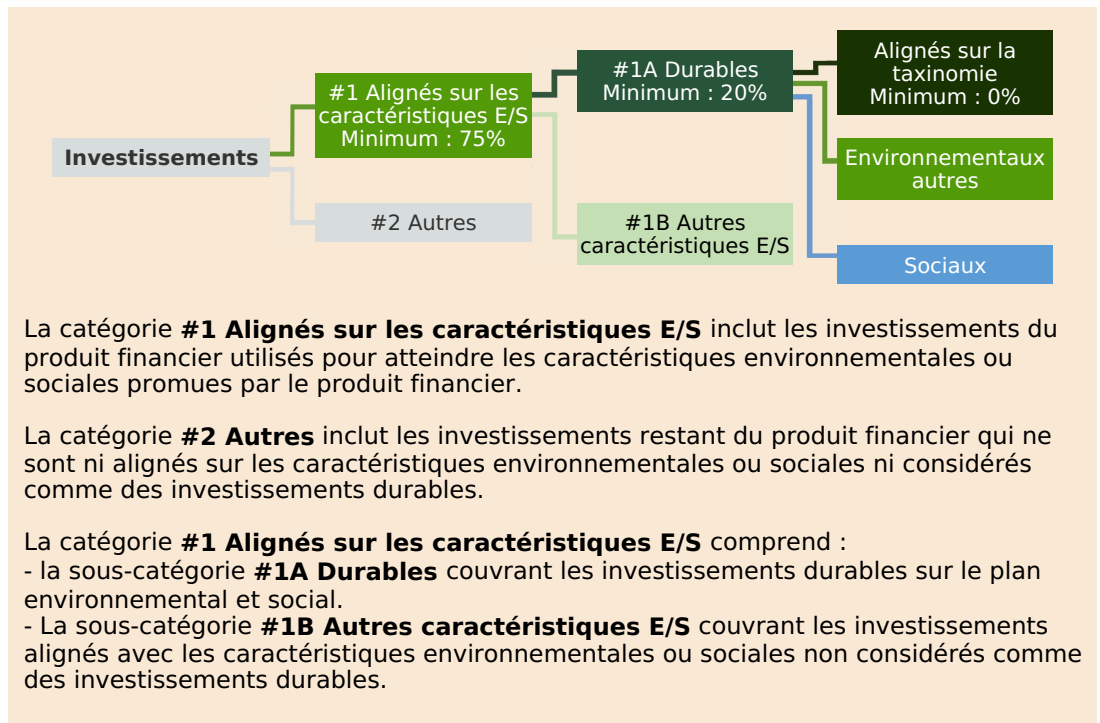 Investissements
#1 Alignés sur les
caractéristiques E/S
Minimum : 75%
#2 Autres
#1A Durables
Minimum : 20%
#1B Autres
caractéristiques E/S
Alignés sur la
taxinomie
Minimum : 0%
Environnementaux
autres
Sociaux
La catégorie #1 Alignés sur les caractéristiques E/S inclut les investissements du
produit financier utilisés pour atteindre les caractéristiques environnementales ou
sociales promues par le produit financier.
La catégorie #2 Autres inclut les investissements restant du produit financier qui ne
sont ni alignés sur les caractéristiques environnementales ou sociales ni considérés
comme des investissements durables.
La catégorie #1 Alignés sur les caractéristiques E/S comprend :
- la sous-catégorie #1A Durables couvrant les investissements durables sur le plan
environnemental et social.
- La sous-catégorie #1B Autres caractéristiques E/S couvrant les investissements
alignés avec les caractéristiques environnementales ou sociales non considérés comme
des investissements durables.